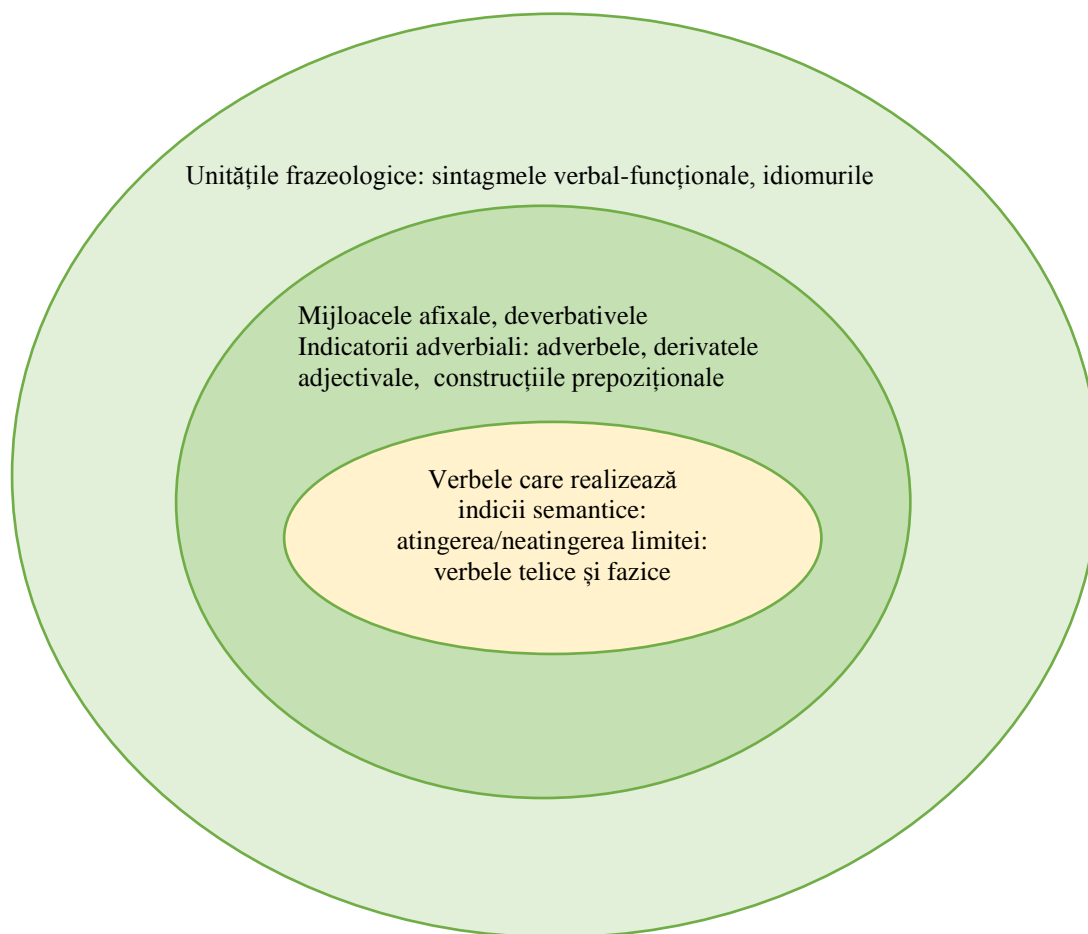 Unitățile frazeologice: sintagmele verbal-funcționale, idiomurile
Mijloacele afixale, deverbativele
Indicatorii adverbiali: adverbele, derivatele
adjectivale, construcțiile prepoziționale
Verbele care realizează
indicii semantice:
atingerea/neatingerea limitei:
verbele telice și fazice